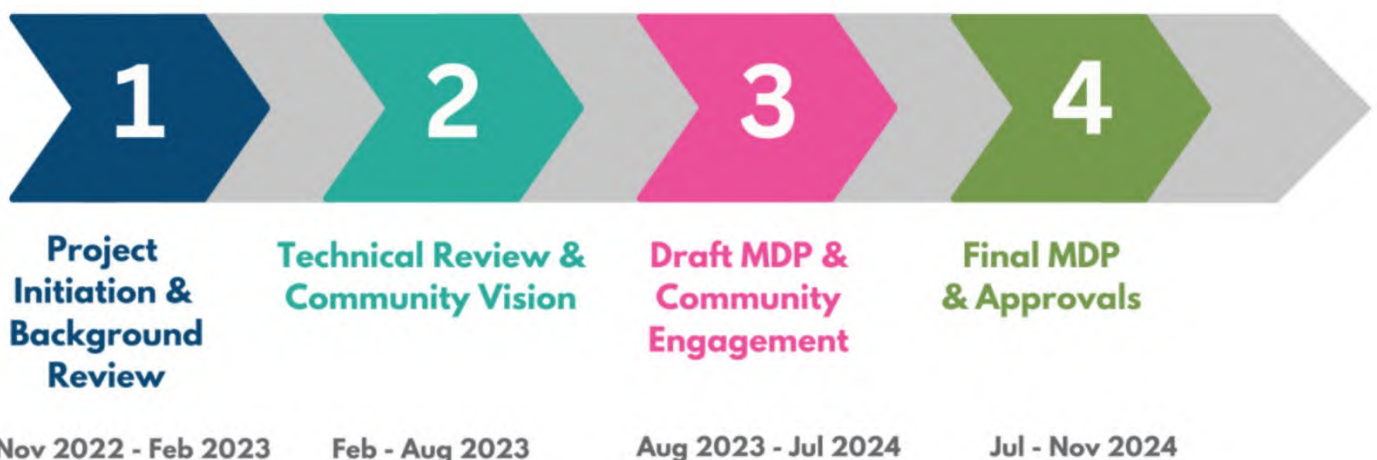 1
2
3
4
Project
Initiation &
Background
Review
Technical Review &
Community Vision
Draft MDP &
Community
Engagement
Final MDP
& Approvals
Nov 2022 - Feb 2023
Feb - Aug 2023
Aug 2023 - Jul 2024
Jul - Nov 2024